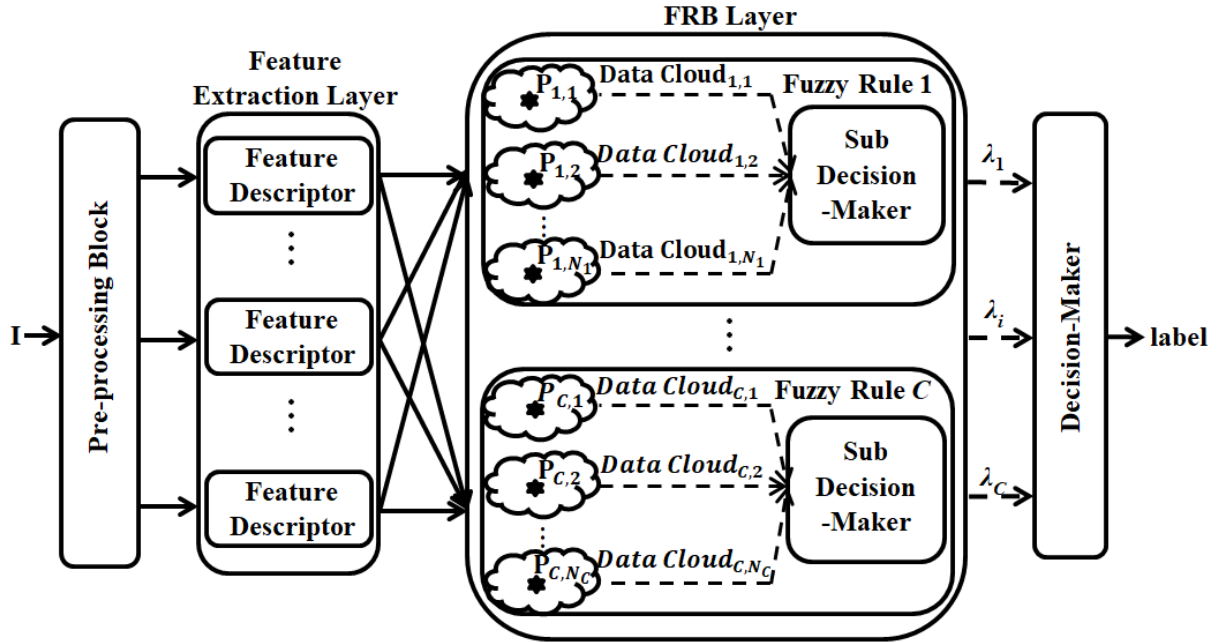 FRB Layer
Feature
Extraction Layer
I
Pre-processing Block
Feature
Descriptor
Feature
Descriptor
Feature
Descriptor
P1,1
Data Cloud1,1
Fuzzy Rule 1
P1,2
Data Cloud1,2
Sub
Decision
-Maker
P1,N1
Data Cloud1,N1
PC,1
Data CloudC,1
Fuzzy Rule C
PC,2
Data CloudC,2
Sub
Decision
-Maker
PC,NC
Data CloudC,NC
λ1
λi
λC
Decision-Maker
label